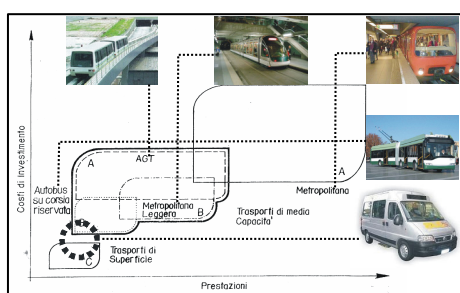 Costi di investimento
A
AGT
Autobus
su corsia
riservata
Metropolitana
Leggera
B
A
Metropolitana
Trasporti di media
Capacita'
C
Trasporti di
Superficie
Prestazioni